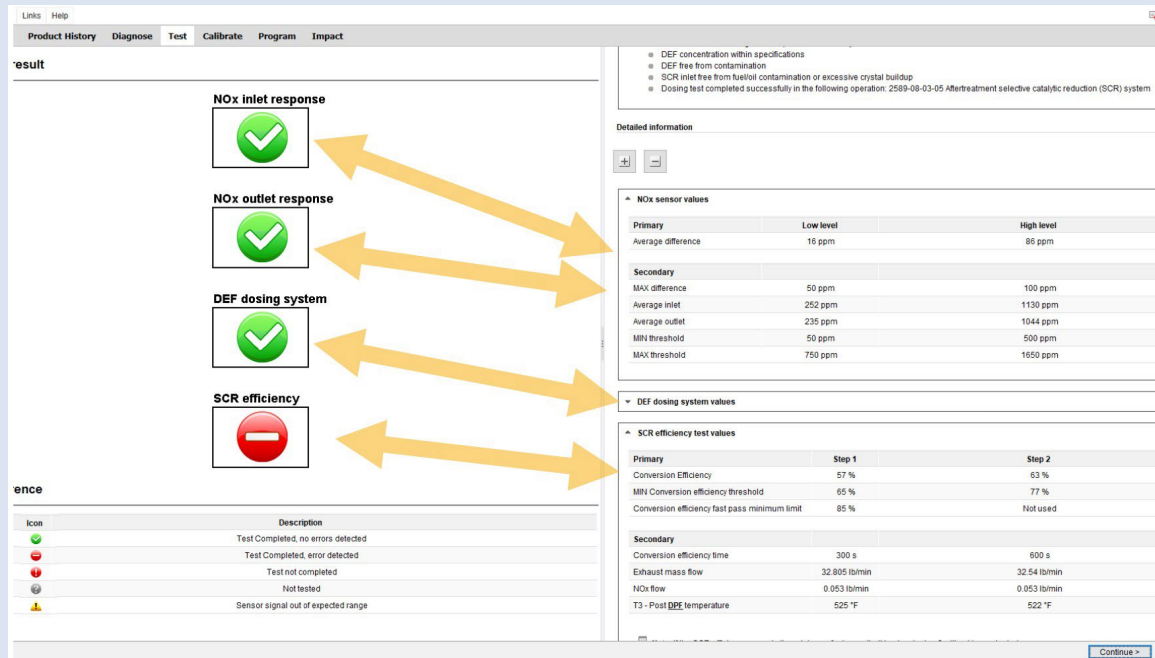 Links Help
Product History Diagnose Test Calibrate Program Impact
esult
NOx inlet response
NOx outlet response
DEF dosing system
SCR efficiency
ence
Icon Description
Test Completed, no errors detected
Test Completed, error detected
Test not completed
Not tested
Sensor signal out of expected range
DEF concentration within specifications
DEF free from contamination
SCR inlet free from fuel/oil contamination or excessive crystal buildup
Dosing test completed successfully in the following operation: 2589-08-03-05 Aftertreatment selective catalytic reduction (SCR) system
Detailed information
NOx sensor values
Primary Low level High level
Average difference 16 ppm 86 ppm
Secondary
MAX difference 50 ppm 100 ppm
Average inlet 252 ppm 1130 ppm
Average outlet 235 ppm 1044 ppm
MIN threshold 50 ppm 500 ppm
MAX threshold 750 ppm 1650 ppm
DEF dosing system values
SCR efficiency test values
Primary Step 1 Step 2
Conversion Efficiency 57 % 63 %
MIN Conversion efficiency threshold 65 % 77 %
Conversion efficiency fast pass minimum limit 85 % Not used
Secondary
Conversion efficiency time 300 s 600 s
Exhaust mass flow 32.805 lb/min 32.54 lb/min
NOx flow 0.053 lb/min 0.053 lb/min
T3 - Post DPF temperature 525 °F 522 °F
Continue >